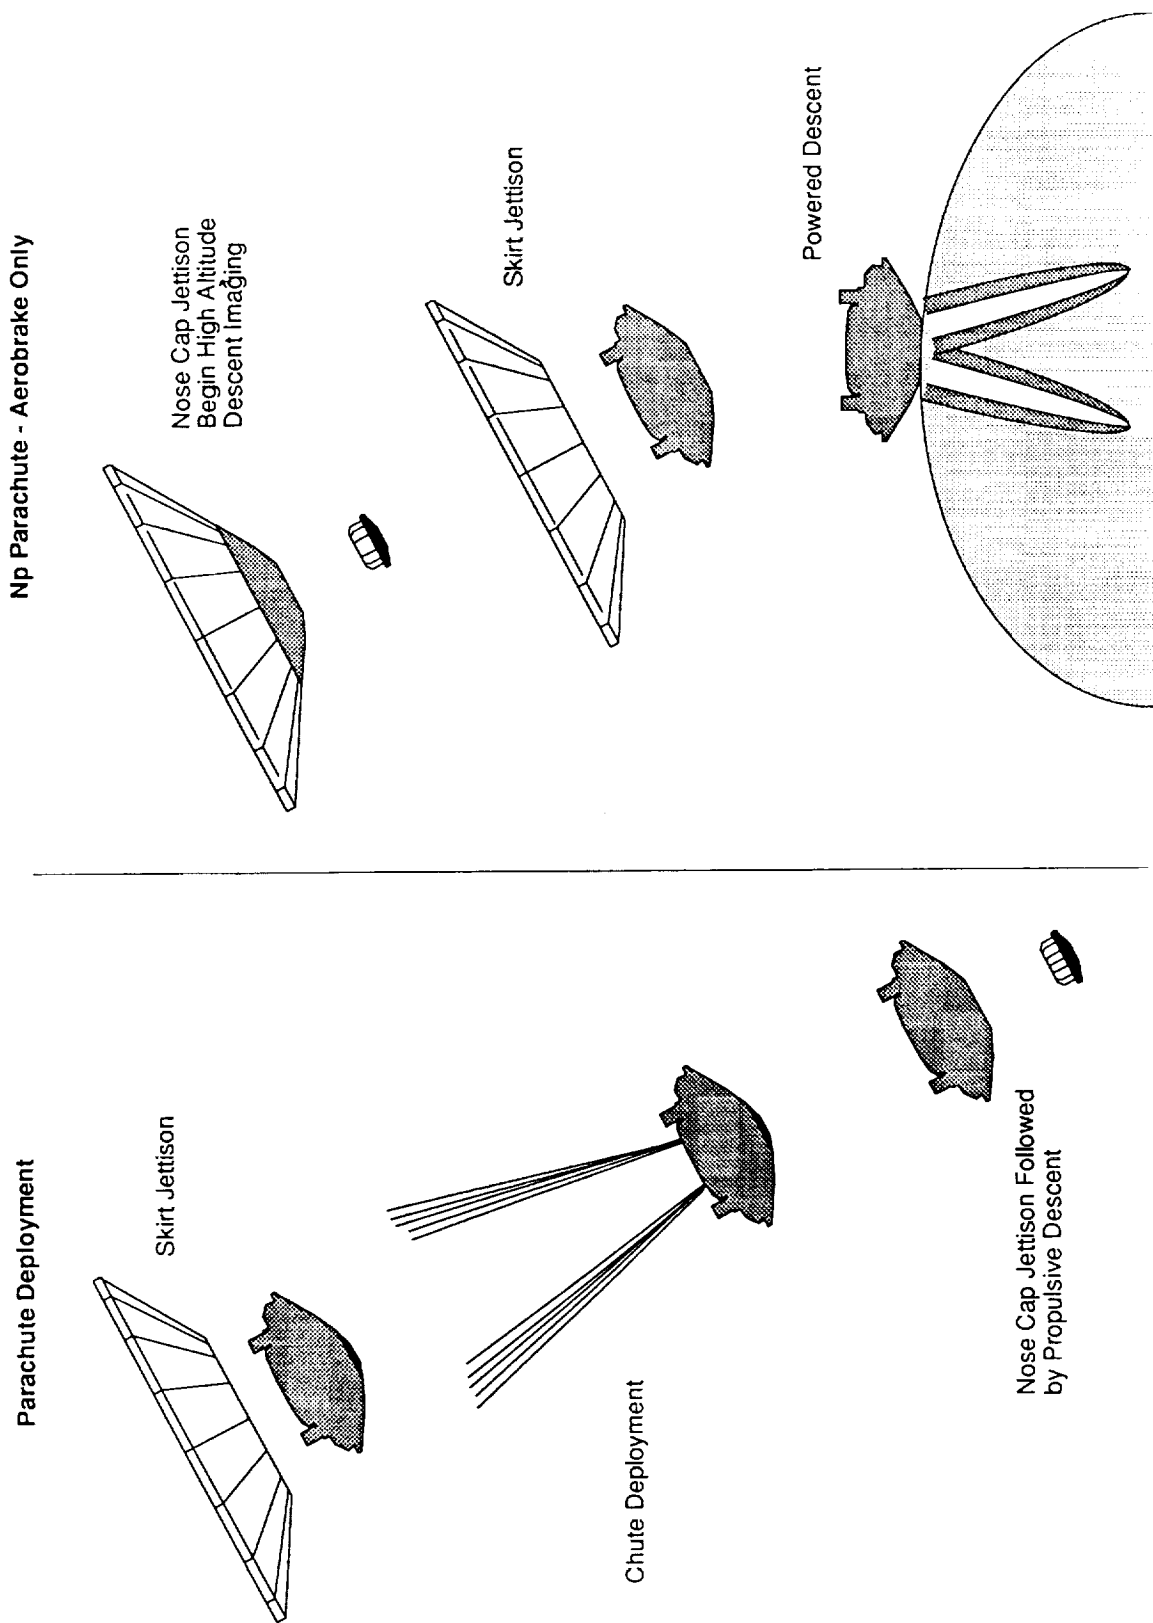 Parachute Deployment
Skirt Jettison
Chute Deployment
Nose Cap Jettison Followed
by Propulsive Descent
Np Parachute - Aerobrake Only
Nose Cap Jettison
Begin High Altitude
Descent Imaging
Skirt Jettison
Powered Descent